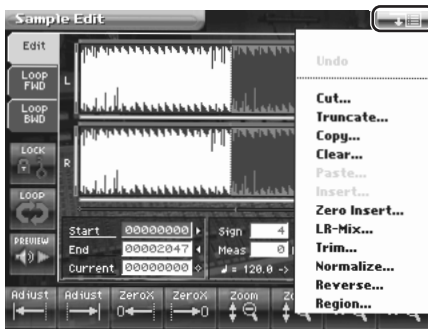 Sample Edit
Edit
Loop
FWD
Loop
BWD
LOCK
LOOP
PREVIEW
L
R
Start 00000000
End 00002047
Current 00000000
Sign 4
Meas 0
♩= 120.0 ->
Adjust
Adjust
ZeroX
ZeroX
Zoom
Undo
Cut...
Truncate...
Copy...
Clear...
Paste...
Insert...
Zero Insert...
LR-Mix...
Trim...
Normalize...
Reverse...
Region...